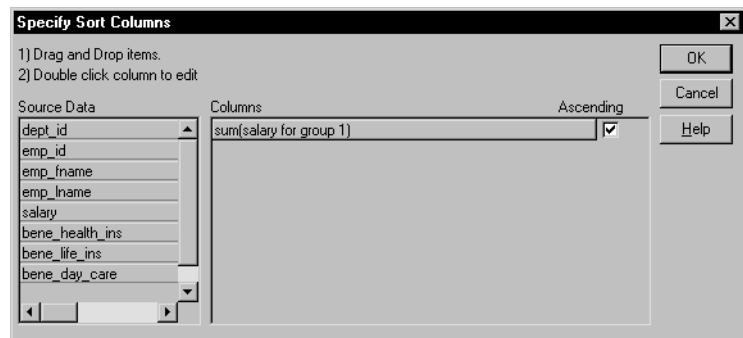 Specify Sort Columns
1) Drag and Drop items.
2) Double click column to edit
OK
Cancel
Help
Source Data
Columns
Ascending
dept_id
sum(salary for group 1)
emp_id
emp_fname
emp_lname
salary
bene_health_ins
bene_life_ins
bene_day_care